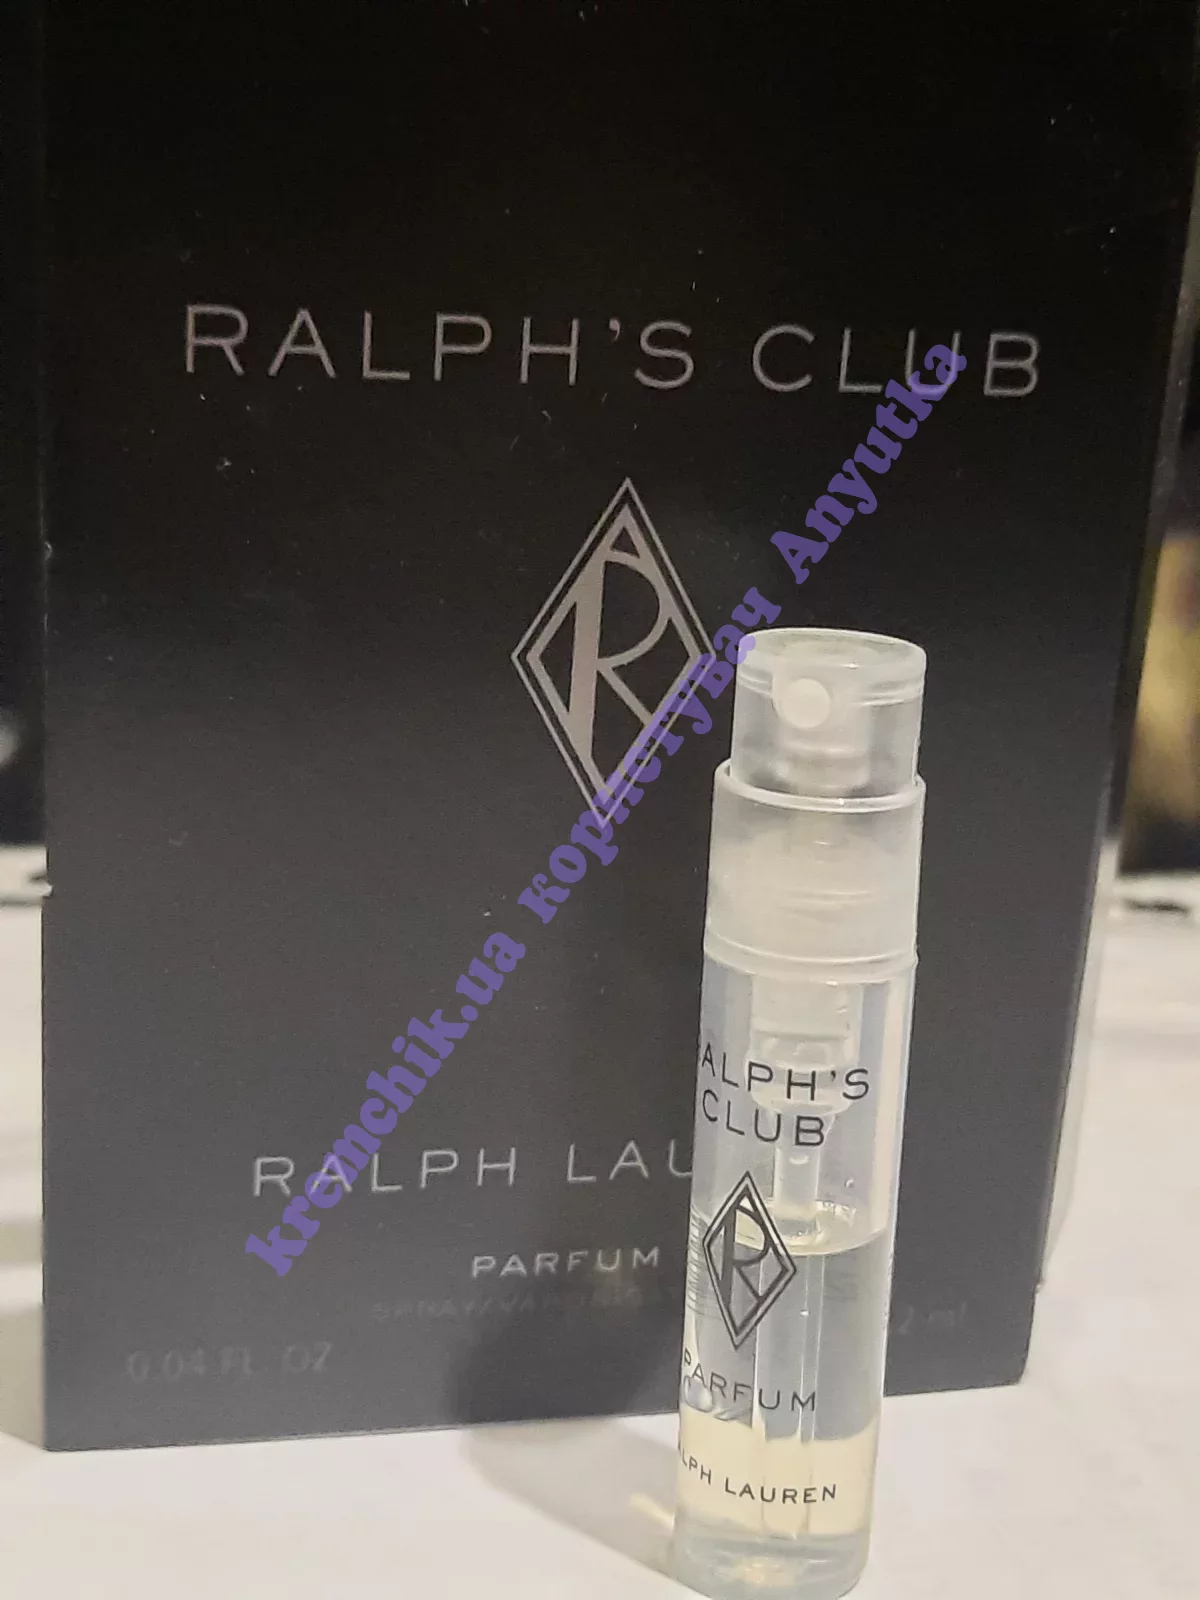 RALPH'S CLUB
R
kremchik.ua користувач Anyutka
RALPH LAU
PARFUM
0.04 FL. OZ
2 ml
ALPH'S
CLUB
R
PARFUM
ALPH LAUREN